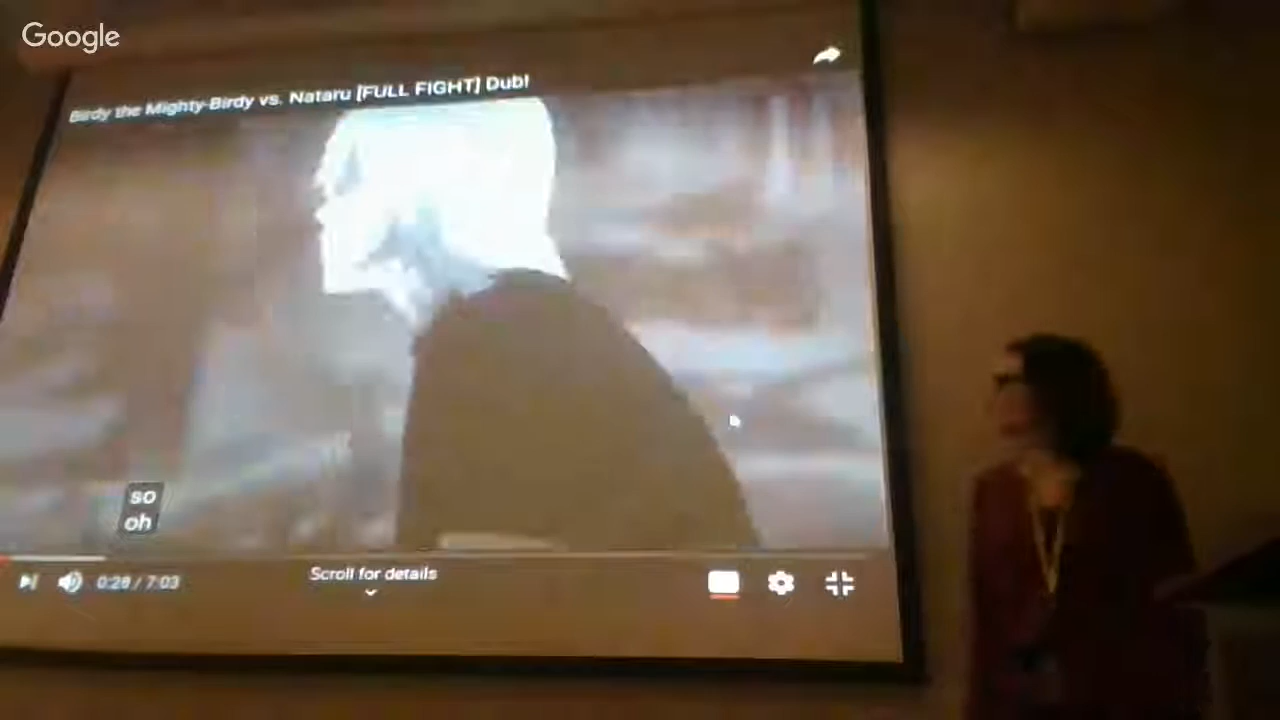 Google
Birdy the Mighty-Birdy vs. Nataru [FULL FIGHT] Dub!
so
oh
0:28 / 7:03
Scroll for details